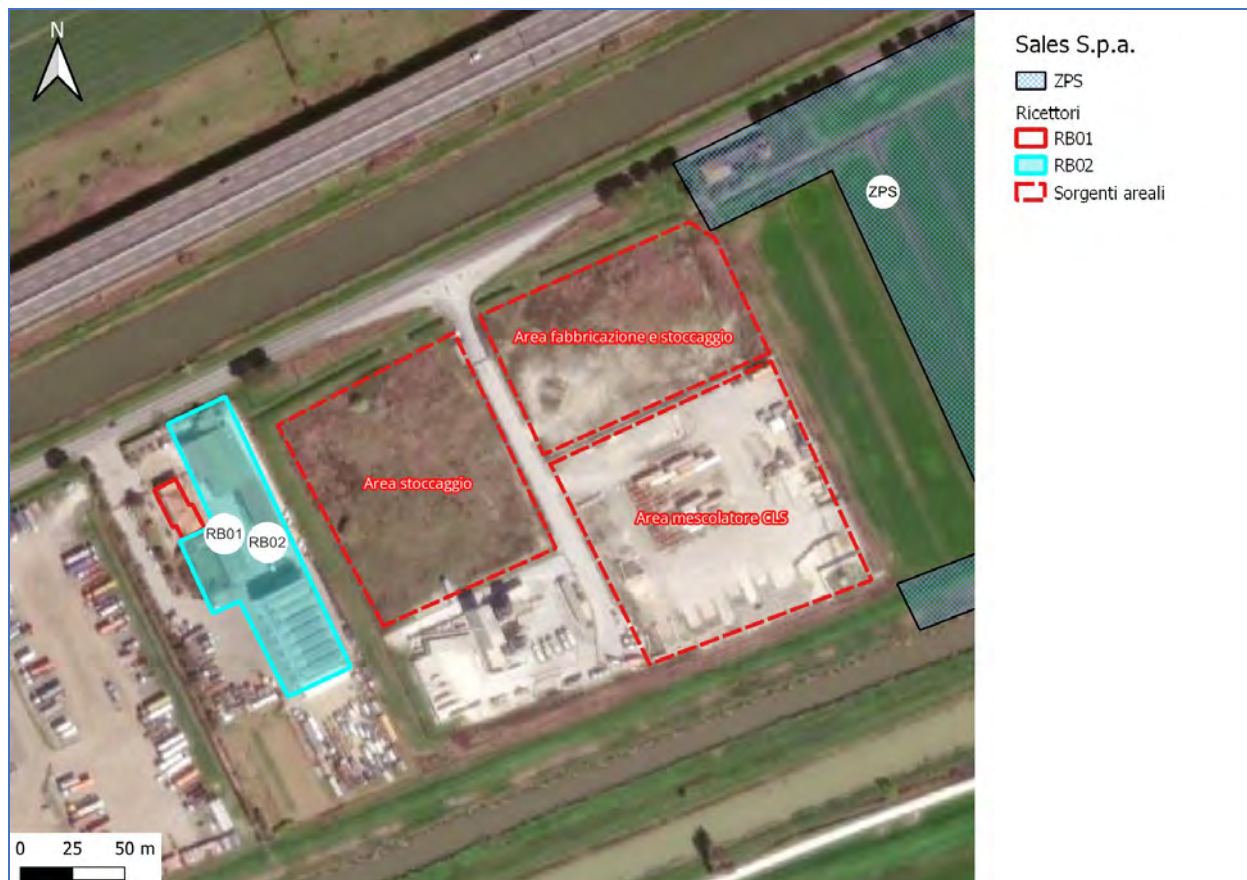 N
Sales S.p.a.
ZPS
Ricettori
RB01
RB02
Sorgenti areali
ZPS
Area fabbricazione e stoccaggio
Area stoccaggio
Area mescolatore CLS
RB01
RB02
0 25 50 m